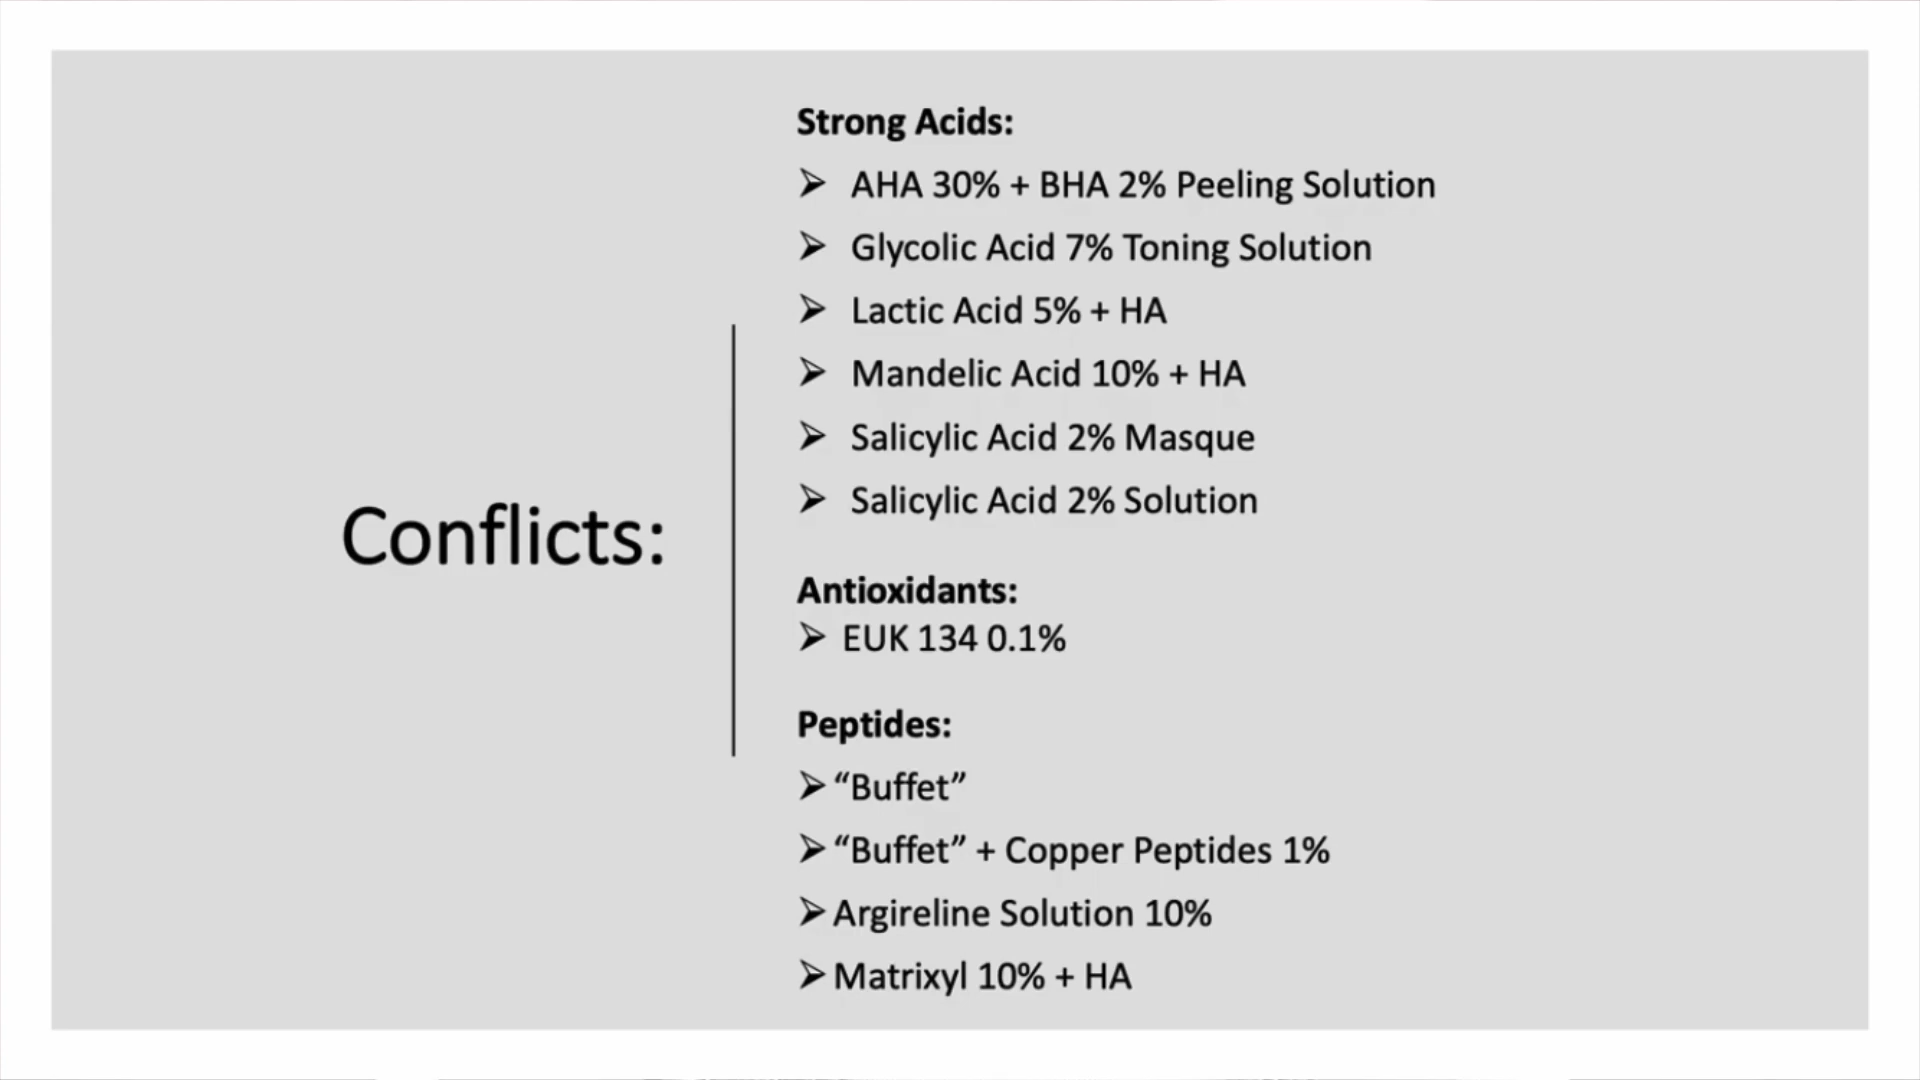 Conflicts:
Strong Acids:
➢ AHA 30% + BHA 2% Peeling Solution
➢ Glycolic Acid 7% Toning Solution
➢ Lactic Acid 5% + HA
➢ Mandelic Acid 10% + HA
➢ Salicylic Acid 2% Masque
➢ Salicylic Acid 2% Solution
Antioxidants:
➢ EUK 134 0.1%
Peptides:
➢ “Buffet”
➢ “Buffet” + Copper Peptides 1%
➢ Argireline Solution 10%
➢ Matrixyl 10% + HA